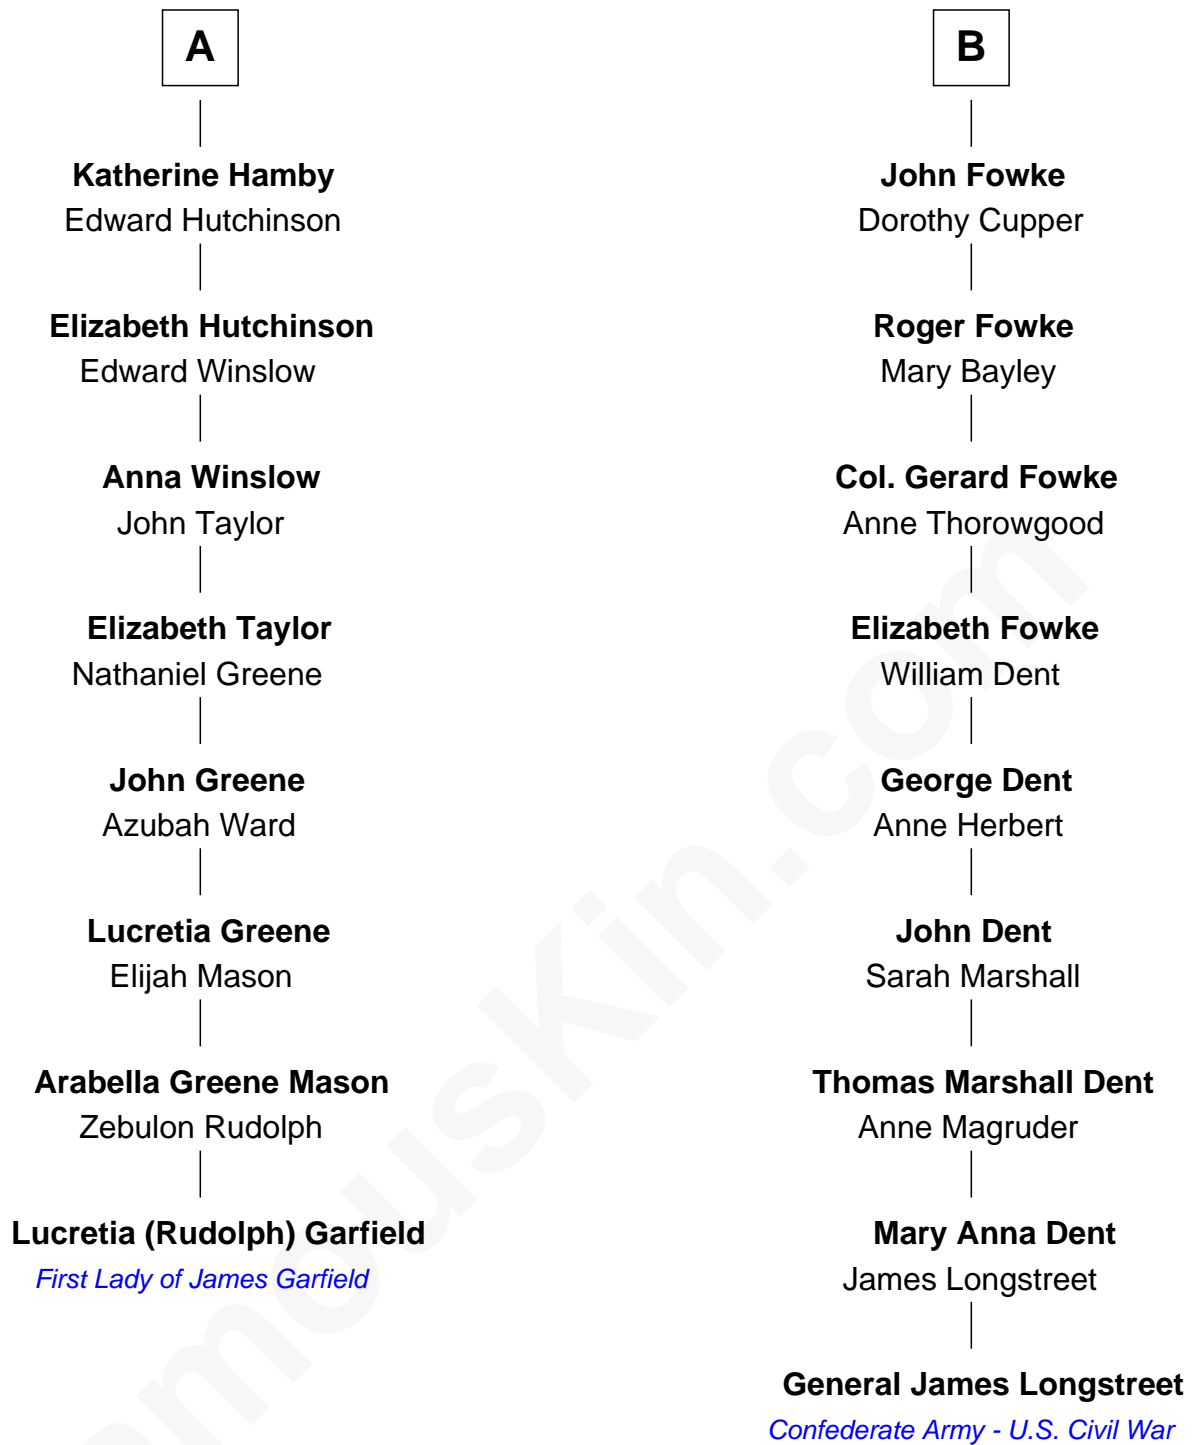 A
Katherine Hamby
Edward Hutchinson
Elizabeth Hutchinson
Edward Winslow
Anna Winslow
John Taylor
Elizabeth Taylor
Nathaniel Greene
John Greene
Azubah Ward
Lucretia Greene
Elijah Mason
Arabella Greene Mason
Zebulon Rudolph
Lucretia (Rudolph) Garfield
First Lady of James Garfield
B
John Fowke
Dorothy Cupper
Roger Fowke
Mary Bayley
Col. Gerard Fowke
Anne Thorowgood
Elizabeth Fowke
William Dent
George Dent
Anne Herbert
John Dent
Sarah Marshall
Thomas Marshall Dent
Anne Magruder
Mary Anna Dent
James Longstreet
General James Longstreet
Confederate Army - U.S. Civil War
amousKin.com